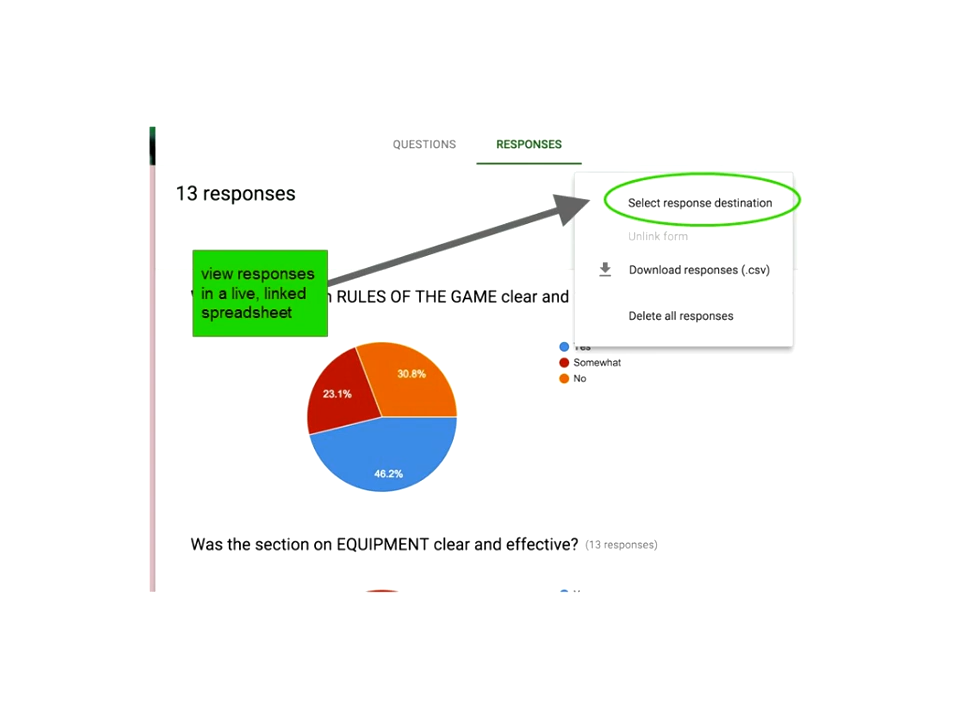 QUESTIONS RESPONSES
13 responses
Select response destination
Unlink form
view responses
in a live, linked
spreadsheet
Download responses (.csv)
RULES OF THE GAME clear and
Delete all responses
Yes
Somewhat
No
30.8%
23.1%
46.2%
Was the section on EQUIPMENT clear and effective? (13 responses)